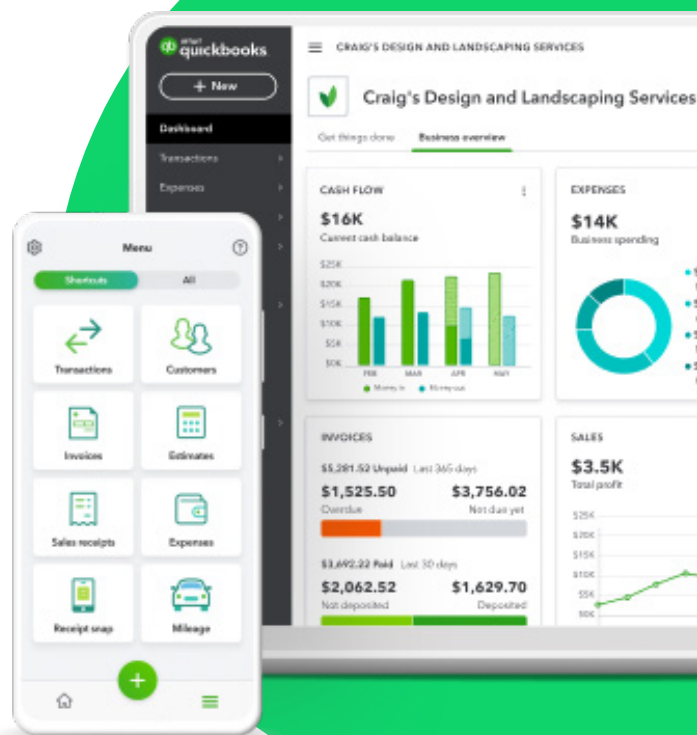 INTUIT
quickbooks
+ New
Dashboard
Transactions
Expenses
CRAIG'S DESIGN AND LANDSCAPING SERVICES
Craig's Design and Landscaping Services
Get things done Business overview
CASH FLOW
$16K
Current cash balance
$25K
$20K
$15K
$10K
$5K
$0K
FEB MAR APR MAY
Money in Money out
EXPENSES
$14K
Business spending
INVOICES
$5,281.52 Unpaid Last 365 days
$1,525.50 $3,756.02
Overdue Not due yet
$3,692.22 Paid Last 30 days
$2,062.52 $1,629.70
Not deposited Deposited
SALES
$3.5K
Total profit
$25K
$20K
$15K
$10K
$5K
$0K
Menu
Shortcuts All
Transactions Customers
Invoices Estimates
Sales receipts Expenses
Receipt snap Mileage